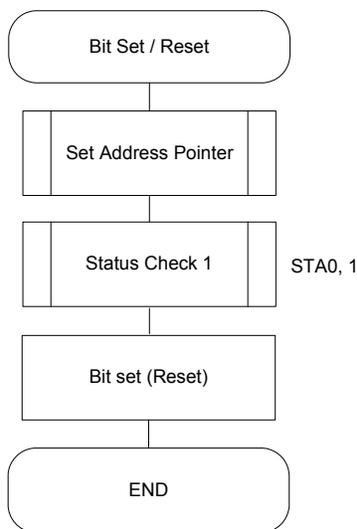 Bit Set / Reset
Set Address Pointer
Status Check 1
STA0, 1
Bit set (Reset)
END